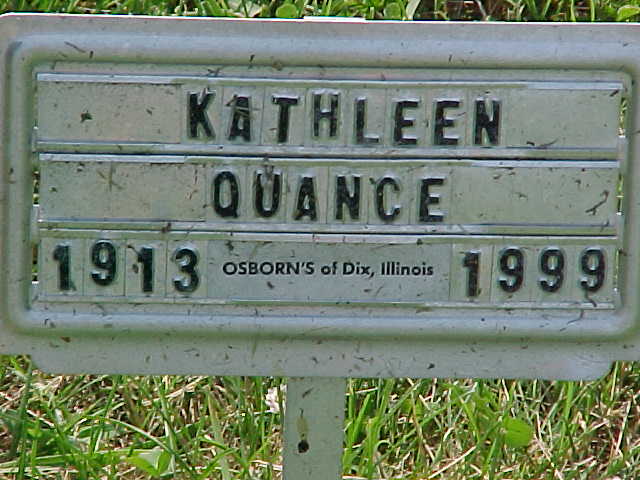 KATHLEEN
QUANCE
1913 OSBORN'S of Dix, Illinois 1999